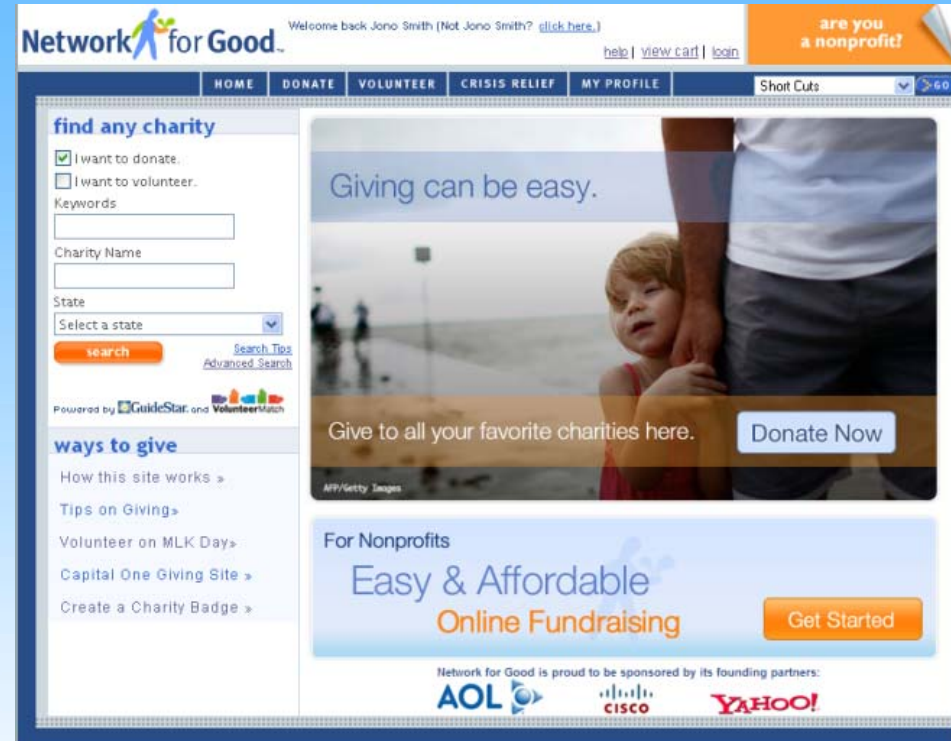 Network for Good
Welcome back Jono Smith (Not Jono Smith? click here.)
help | view cart | login
are you
a nonprofit?
HOME DONATE VOLUNTEER CRISIS RELIEF MY PROFILE
Short Cuts
GO
find any charity
I want to donate.
I want to volunteer.
Keywords
Charity Name
State
Select a state
search
Search Tips
Advanced Search
Powered by GuideStar. and VolunteerMatch
ways to give
How this site works »
Tips on Giving»
Volunteer on MLK Day»
Capital One Giving Site »
Create a Charity Badge »
Giving can be easy.
Give to all your favorite charities here.
Donate Now
AFP/Getty Images
For Nonprofits
Easy & Affordable
Online Fundraising
Get Started
Network for Good is proud to be sponsored by its founding partners:
AOL
CISCO
YAHOO!